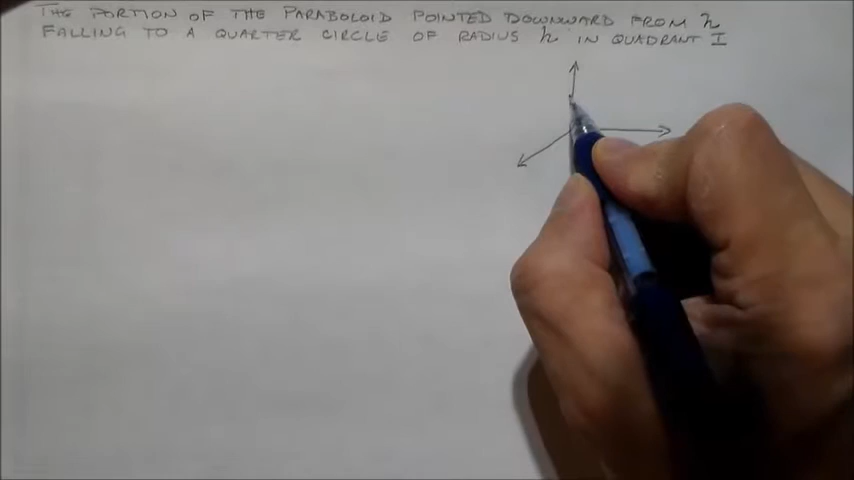 THE PORTION OF THE PARABOLOID POINTED DOWNWARD FROM h
FALLING TO A QUARTER CIRCLE OF RADIUS h IN QUADRANT I